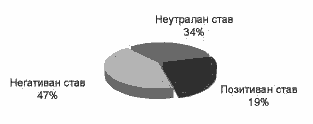 Неутралан став
34%
Негативан став
47%
Позитиван став
19%